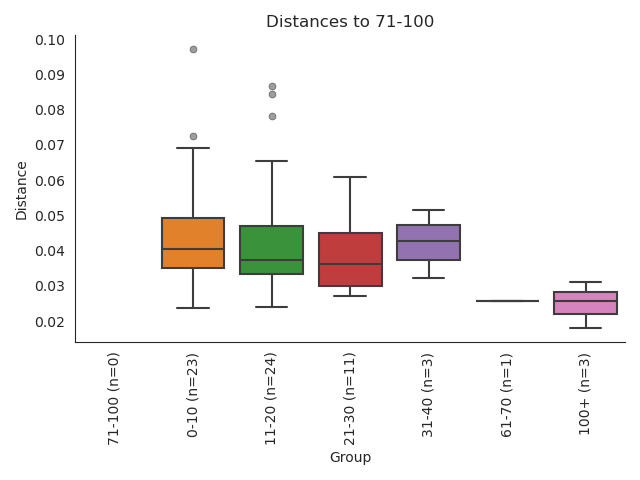 Distances to 71-100
0.10
0.09
0.08
0.07
0.06
0.05
0.04
0.03
0.02
Distance
71-100 (n=0)
0-10 (n=23)
11-20 (n=24)
21-30 (n=11)
31-40 (n=3)
61-70 (n=1)
100+ (n=3)
Group